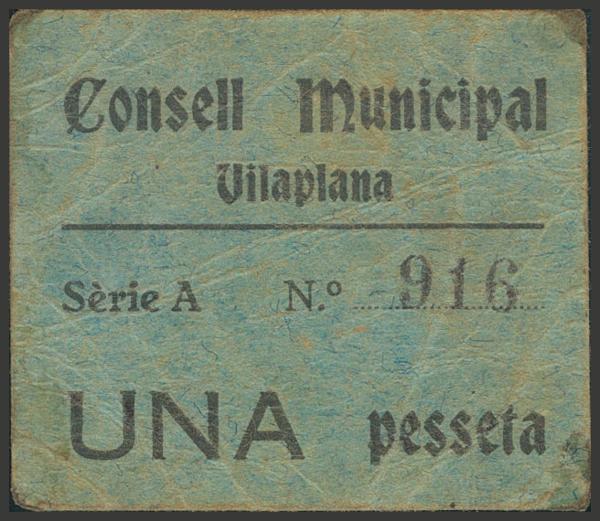 Consell Municipal
Vilaplana
Sèrie A N.º 916
UNA pesseta